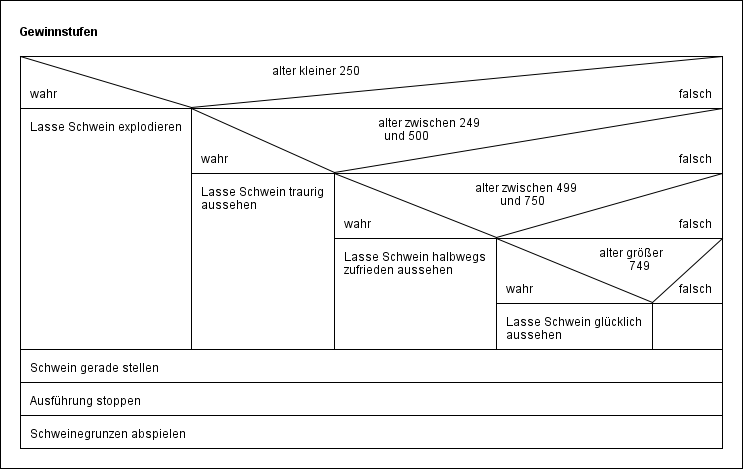 Gewinnstufen
alter kleiner 250
wahr
falsch
Lasse Schwein explodieren
alter zwischen 249
und 500
wahr
falsch
Lasse Schwein traurig
aussehen
alter zwischen 499
und 750
wahr
falsch
Lasse Schwein halbwegs
zufrieden aussehen
alter größer
749
wahr
falsch
Lasse Schwein glücklich
aussehen
Schwein gerade stellen
Ausführung stoppen
Schweinegrunzen abspielen